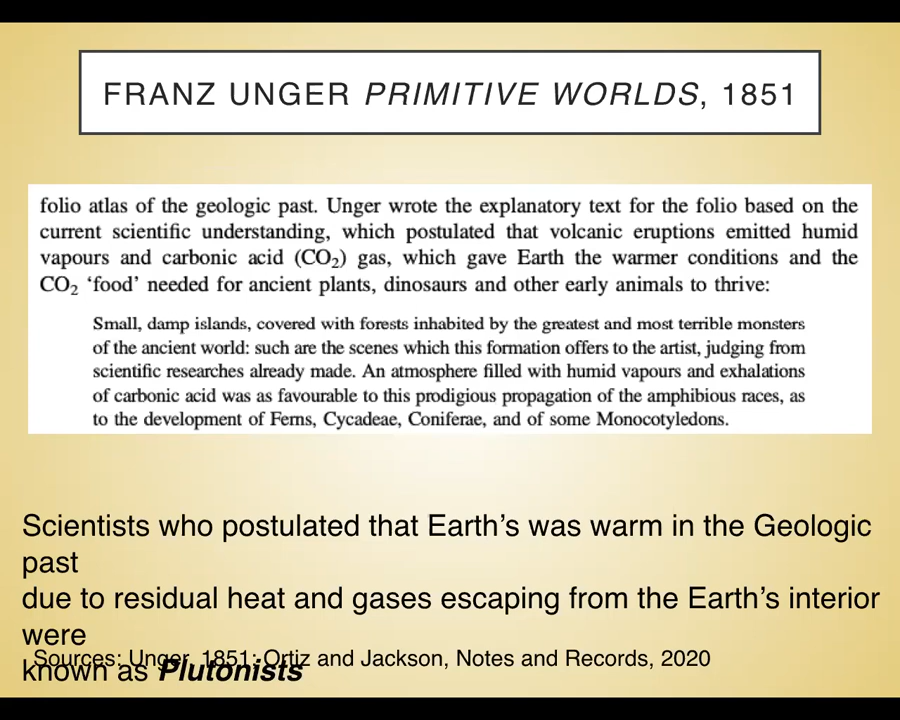 FRANZ UNGER PRIMITIVE WORLDS, 1851
folio atlas of the geologic past. Unger wrote the explanatory text for the folio based on the
current scientific understanding, which postulated that volcanic eruptions emitted humid
vapours and carbonic acid (CO₂) gas, which gave Earth the warmer conditions and the
CO₂ ‘food’ needed for ancient plants, dinosaurs and other early animals to thrive:
Small, damp islands, covered with forests inhabited by the greatest and most terrible monsters
of the ancient world: such are the scenes which this formation offers to the artist, judging from
scientific researches already made. An atmosphere filled with humid vapours and exhalations
of carbonic acid was as favourable to this prodigious propagation of the amphibious races, as
to the development of Ferns, Cycadeae, Coniferae, and of some Monocotyledons.
Scientists who postulated that Earth’s was warm in the Geologic
past
due to residual heat and gases escaping from the Earth’s interior
were
known as Plutonists
Sources: Unger, 1851; Ortiz and Jackson, Notes and Records, 2020